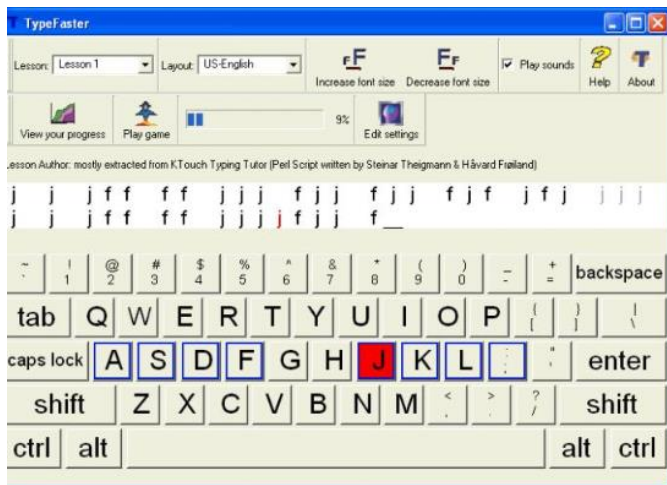 TypeFaster
Lesson: Lesson 1 Layout: US-English Increase font size Decrease font size Play sounds Help About
View your progress Play game 9% Edit settings
Lesson Author: mostly extracted from KTouch Typing Tutor (Perl Script written by Steinar Theigmann & Håvard Frøiland)
j j j f f f f j j j f j j f j j f j f j f j j j j
j j j f f f f j j j j f j j f_
~ ` ! 1 @ 2 # 3 $ 4 % 5 ^ 6 & 7 * 8 ( 9 ) 0 _ - + = backspace
tab Q W E R T Y U I O P { [ } ] | \
caps lock A S D F G H J K L : ; " ' enter
shift Z X C V B N M < , > . ? / shift
ctrl alt alt ctrl